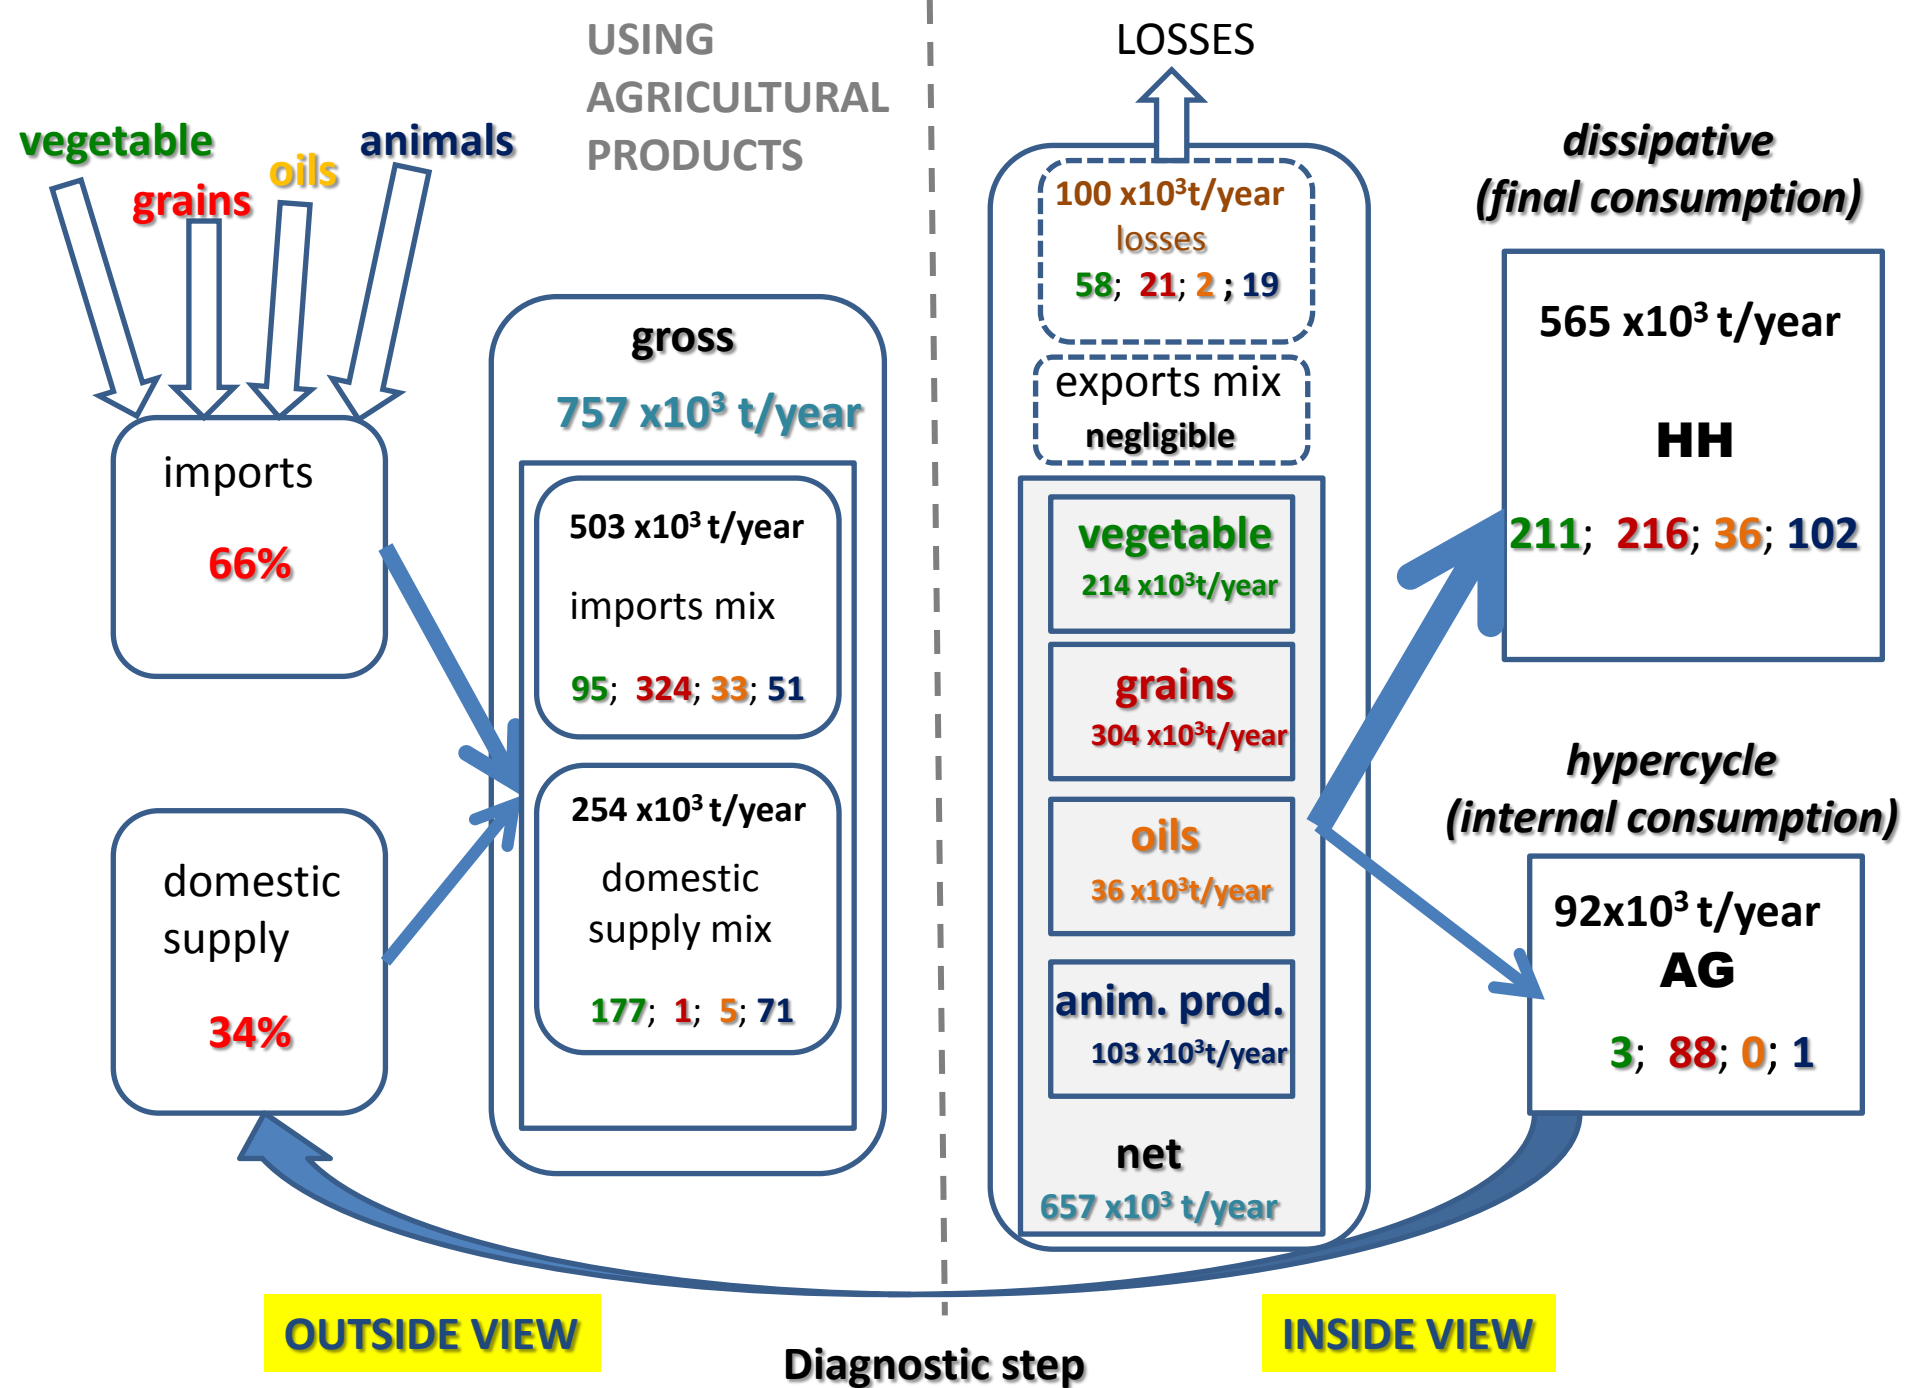 USING
AGRICULTURAL
PRODUCTS
vegetable
grains
oils
animals
imports
66%
domestic
supply
34%
gross
757 x10³ t/year
503 x10³ t/year
imports mix
95; 324; 33; 51
254 x10³ t/year
domestic
supply mix
177; 1; 5; 71
LOSSES
100 x10³t/year
losses
58; 21; 2 ; 19
exports mix
negligible
vegetable
214 x10³t/year
grains
304 x10³t/year
oils
36 x10³t/year
anim. prod.
103 x10³t/year
net
657 x10³ t/year
dissipative
(final consumption)
565 x10³ t/year
HH
211; 216; 36; 102
hypercycle
(internal consumption)
92x10³ t/year
AG
3; 88; 0; 1
OUTSIDE VIEW
INSIDE VIEW
Diagnostic step